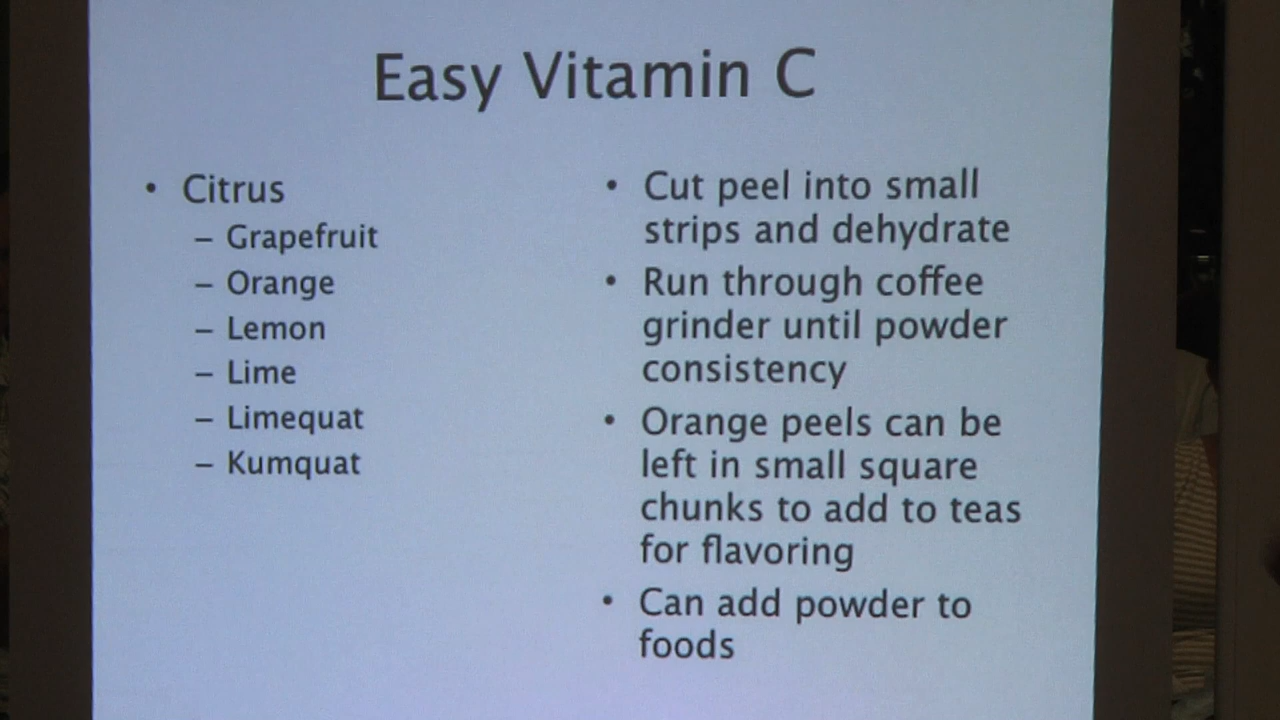 Easy Vitamin C
• Citrus
– Grapefruit
– Orange
– Lemon
– Lime
– Limequat
– Kumquat
• Cut peel into small
strips and dehydrate
• Run through coffee
grinder until powder
consistency
• Orange peels can be
left in small square
chunks to add to teas
for flavoring
• Can add powder to
foods